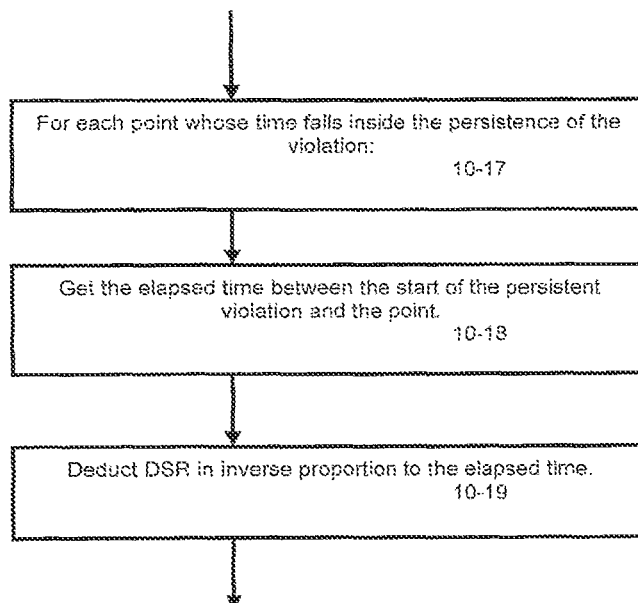 For each point whose time falls inside the persistence of the
violation:
10-17
Get the elapsed time between the start of the persistent
violation and the point.
10-18
Deduct DSR in inverse proportion to the elapsed time.
10-19